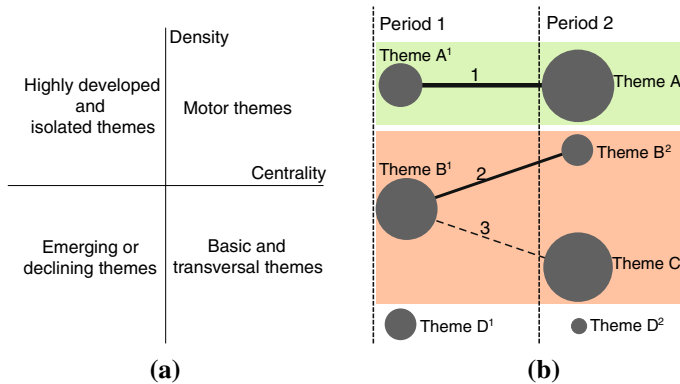 Density
Highly developed
and
isolated themes
Motor themes
Centrality
Emerging or
declining themes
Basic and
transversal themes
(a)
Period 1
Period 2
Theme A¹
1
Theme A
Theme B¹
2
Theme B²
3
Theme C
Theme D¹
Theme D²
(b)